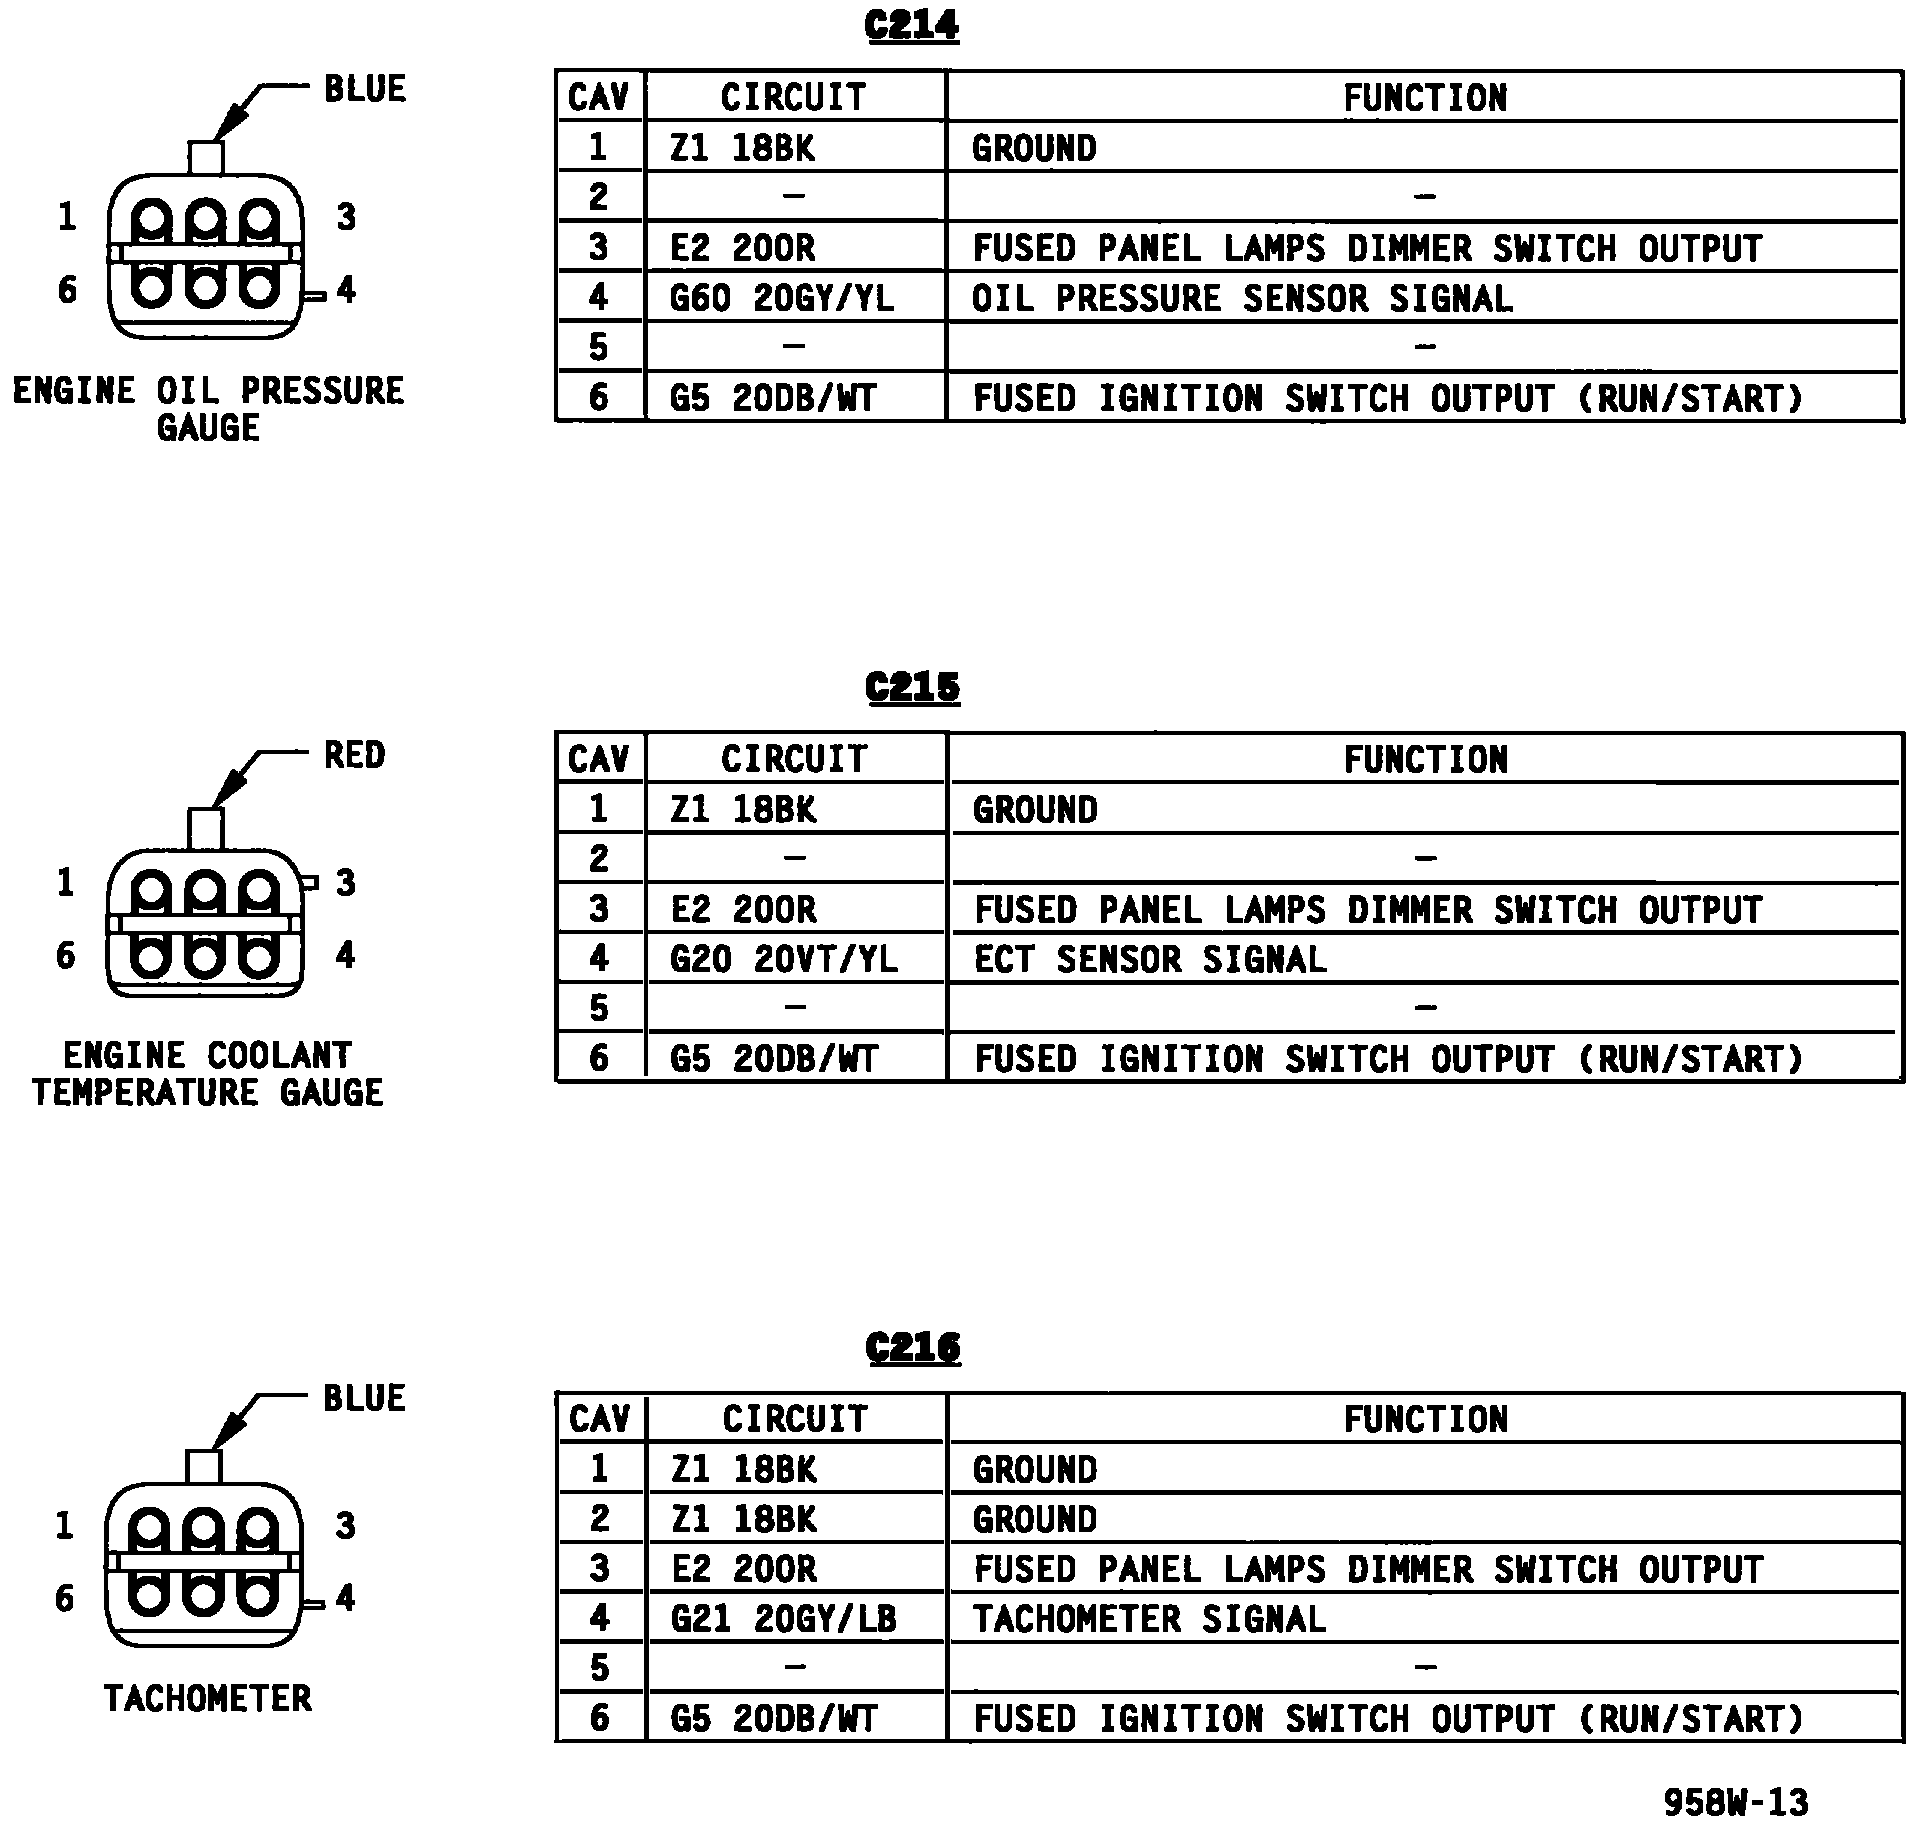 C214
BLUE
1 3
6 4
ENGINE OIL PRESSURE
GAUGE
CAV CIRCUIT FUNCTION
1 Z1 18BK GROUND
2 – –
3 E2 20OR FUSED PANEL LAMPS DIMMER SWITCH OUTPUT
4 G60 20GY/YL OIL PRESSURE SENSOR SIGNAL
5 – –
6 G5 20DB/WT FUSED IGNITION SWITCH OUTPUT (RUN/START)
C215
RED
1 3
6 4
ENGINE COOLANT
TEMPERATURE GAUGE
CAV CIRCUIT FUNCTION
1 Z1 18BK GROUND
2 – –
3 E2 20OR FUSED PANEL LAMPS DIMMER SWITCH OUTPUT
4 G20 20VT/YL ECT SENSOR SIGNAL
5 – –
6 G5 20DB/WT FUSED IGNITION SWITCH OUTPUT (RUN/START)
C216
BLUE
1 3
6 4
TACHOMETER
CAV CIRCUIT FUNCTION
1 Z1 18BK GROUND
2 Z1 18BK GROUND
3 E2 20OR FUSED PANEL LAMPS DIMMER SWITCH OUTPUT
4 G21 20GY/LB TACHOMETER SIGNAL
5 – –
6 G5 20DB/WT FUSED IGNITION SWITCH OUTPUT (RUN/START)
958W-13